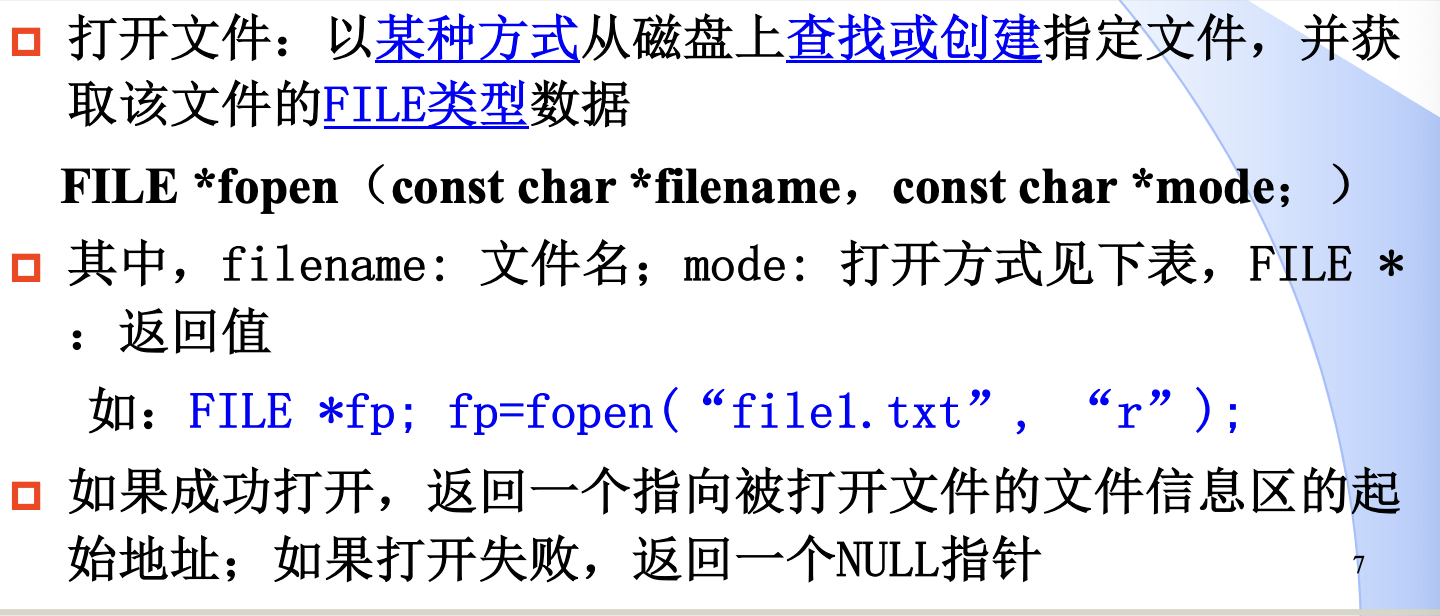 打开文件：以某种方式从磁盘上查找或创建指定文件，并获
取该文件的FILE类型数据
FILE *fopen（const char *filename，const char *mode；）
其中，filename: 文件名；mode: 打开方式见下表，FILE *
：返回值
如：FILE *fp; fp=fopen(“file1.txt”, “r”);
如果成功打开，返回一个指向被打开文件的文件信息区的起
始地址；如果打开失败，返回一个NULL指针
7